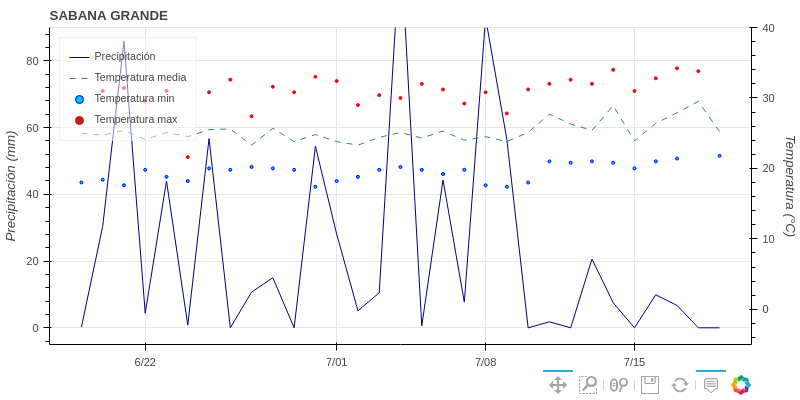 SABANA GRANDE
Precipitación
Temperatura media
Temperatura min
Temperatura max
Precipitación (mm)
80
60
40
20
0
Temperatura (°C)
40
30
20
10
0
6/22
7/01
7/08
7/15